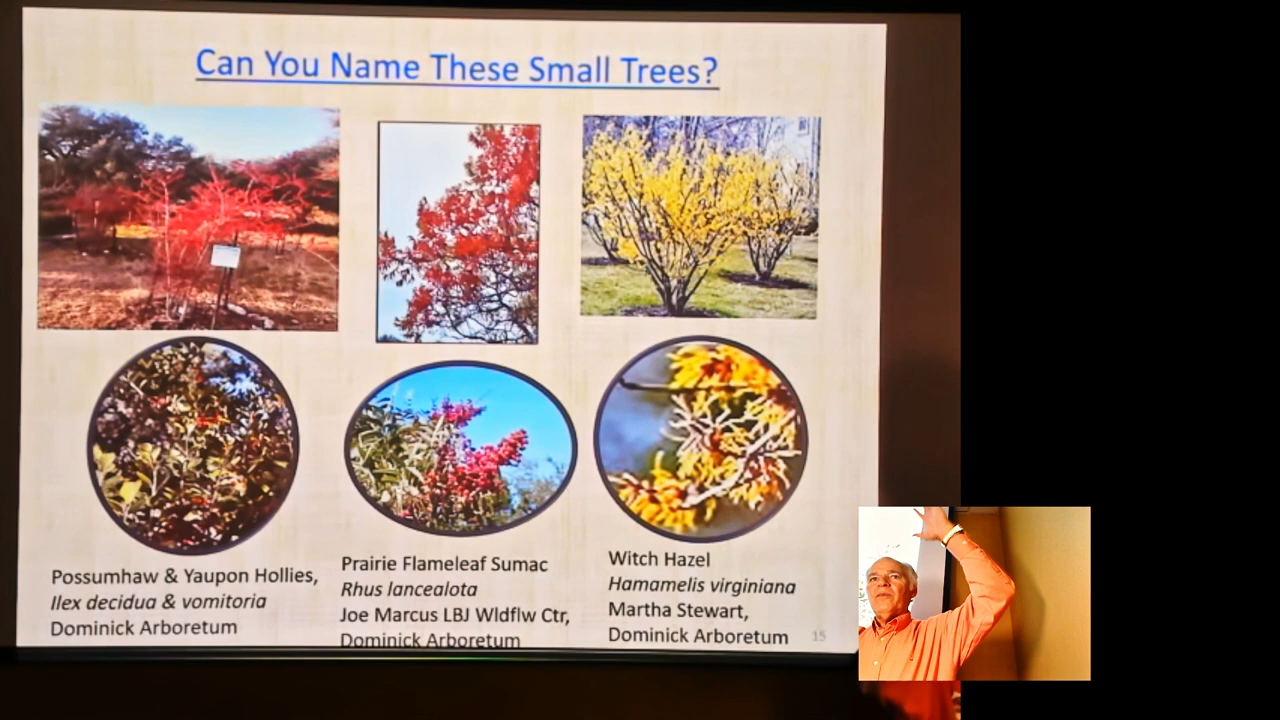 Can You Name These Small Trees?
Possumhaw & Yaupon Hollies,
Ilex decidua & vomitoria
Dominick Arboretum
Prairie Flameleaf Sumac
Rhus lancealota
Joe Marcus LBJ Wldflw Ctr,
Dominick Arboretum
Witch Hazel
Hamamelis virginiana
Martha Stewart,
Dominick Arboretum
15